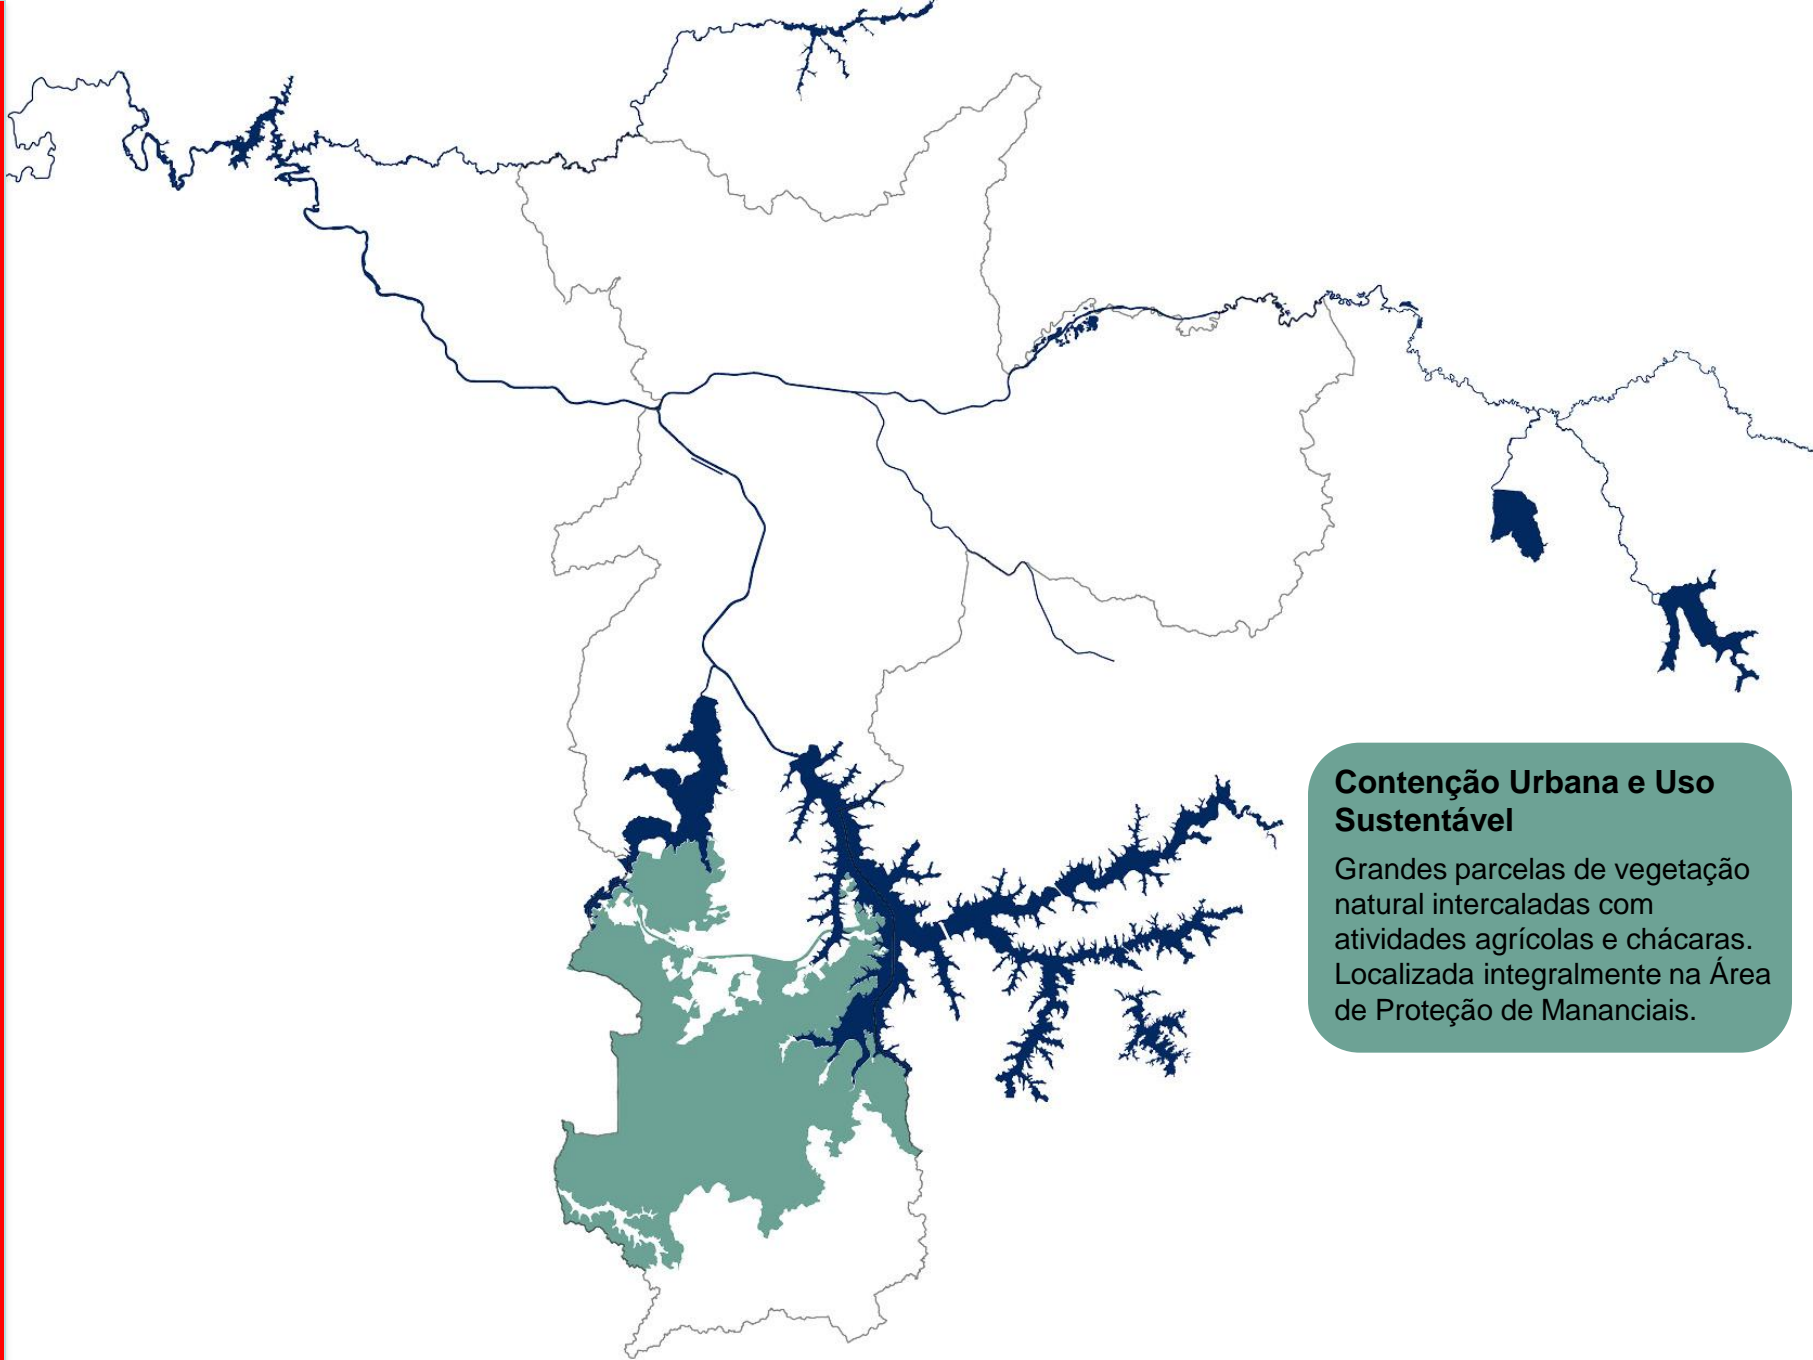 Contenção Urbana e Uso
Sustentável
Grandes parcelas de vegetação
natural intercaladas com
atividades agrícolas e chácaras.
Localizada integralmente na Área
de Proteção de Mananciais.